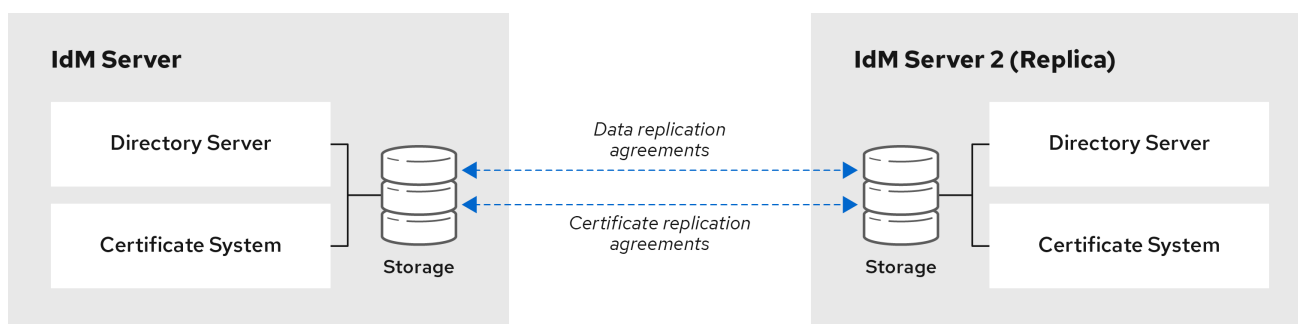 IdM Server
Directory Server
Certificate System
Storage
Data replication
agreements
Certificate replication
agreements
IdM Server 2 (Replica)
Storage
Directory Server
Certificate System